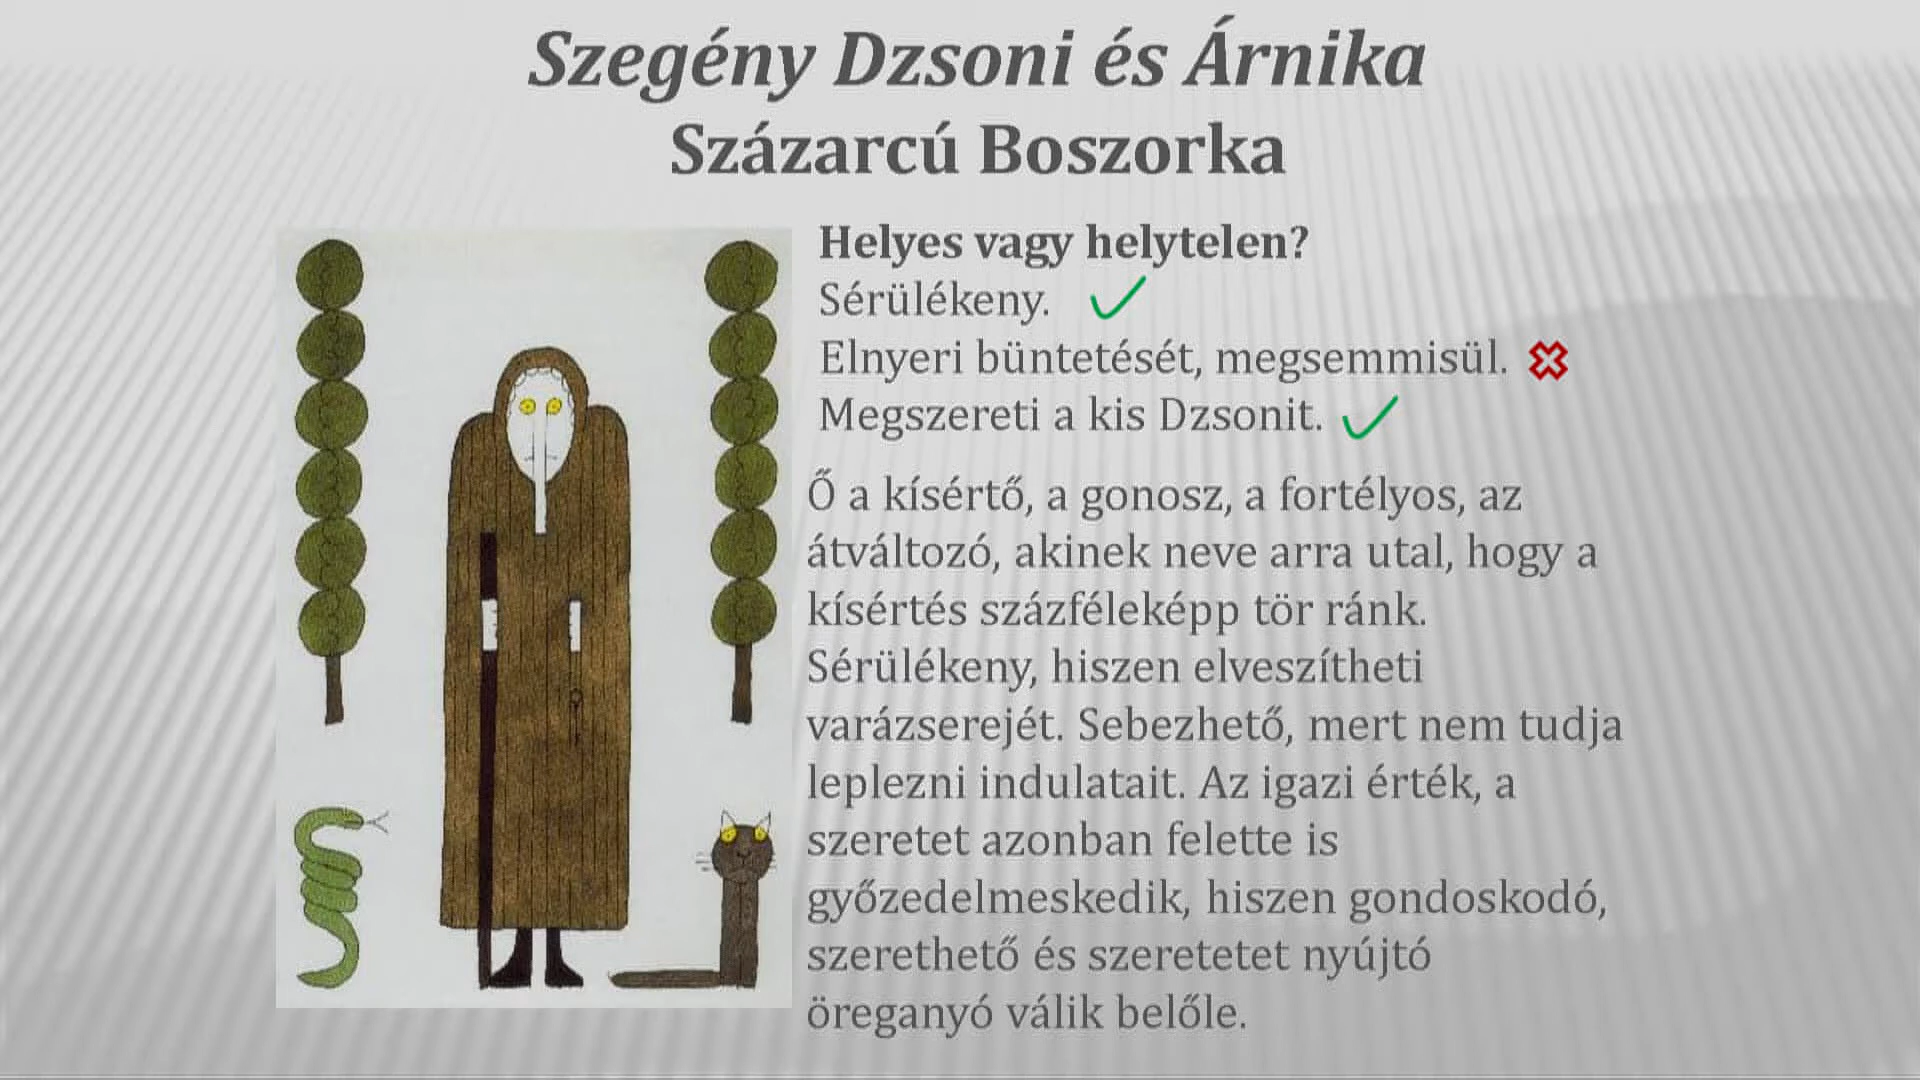 Szegény Dzsoni és Árnika
Százarcú Boszorka
Helyes vagy helytelen?
Sérülékeny.
Elnyeri büntetését, megsemmisül.
Megszereti a kis Dzsonit.
Ő a kísértő, a gonosz, a fortélyos, az
átváltozó, akinek neve arra utal, hogy a
kísértés százféleképp tör ránk.
Sérülékeny, hiszen elveszítheti
varázserejét. Sebezhető, mert nem tudja
leplezni indulatait. Az igazi érték, a
szeretet azonban felette is
győzedelmeskedik, hiszen gondoskodó,
szerethető és szeretetet nyújtó
öreganyó válik belőle.